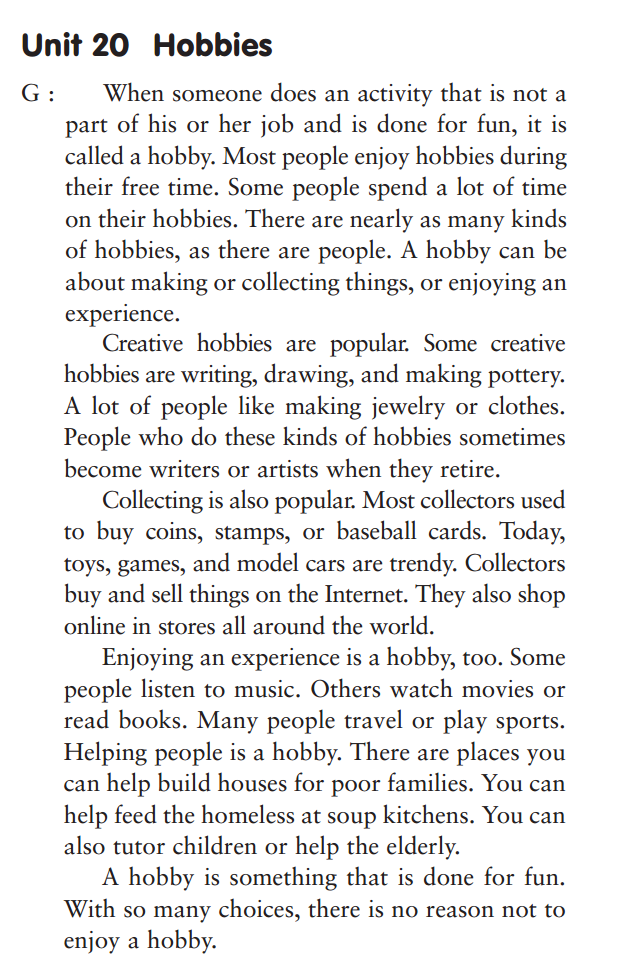 Unit 20 Hobbies
G : When someone does an activity that is not a
part of his or her job and is done for fun, it is
called a hobby. Most people enjoy hobbies during
their free time. Some people spend a lot of time
on their hobbies. There are nearly as many kinds
of hobbies, as there are people. A hobby can be
about making or collecting things, or enjoying an
experience.
Creative hobbies are popular. Some creative
hobbies are writing, drawing, and making pottery.
A lot of people like making jewelry or clothes.
People who do these kinds of hobbies sometimes
become writers or artists when they retire.
Collecting is also popular. Most collectors used
to buy coins, stamps, or baseball cards. Today,
toys, games, and model cars are trendy. Collectors
buy and sell things on the Internet. They also shop
online in stores all around the world.
Enjoying an experience is a hobby, too. Some
people listen to music. Others watch movies or
read books. Many people travel or play sports.
Helping people is a hobby. There are places you
can help build houses for poor families. You can
help feed the homeless at soup kitchens. You can
also tutor children or help the elderly.
A hobby is something that is done for fun.
With so many choices, there is no reason not to
enjoy a hobby.